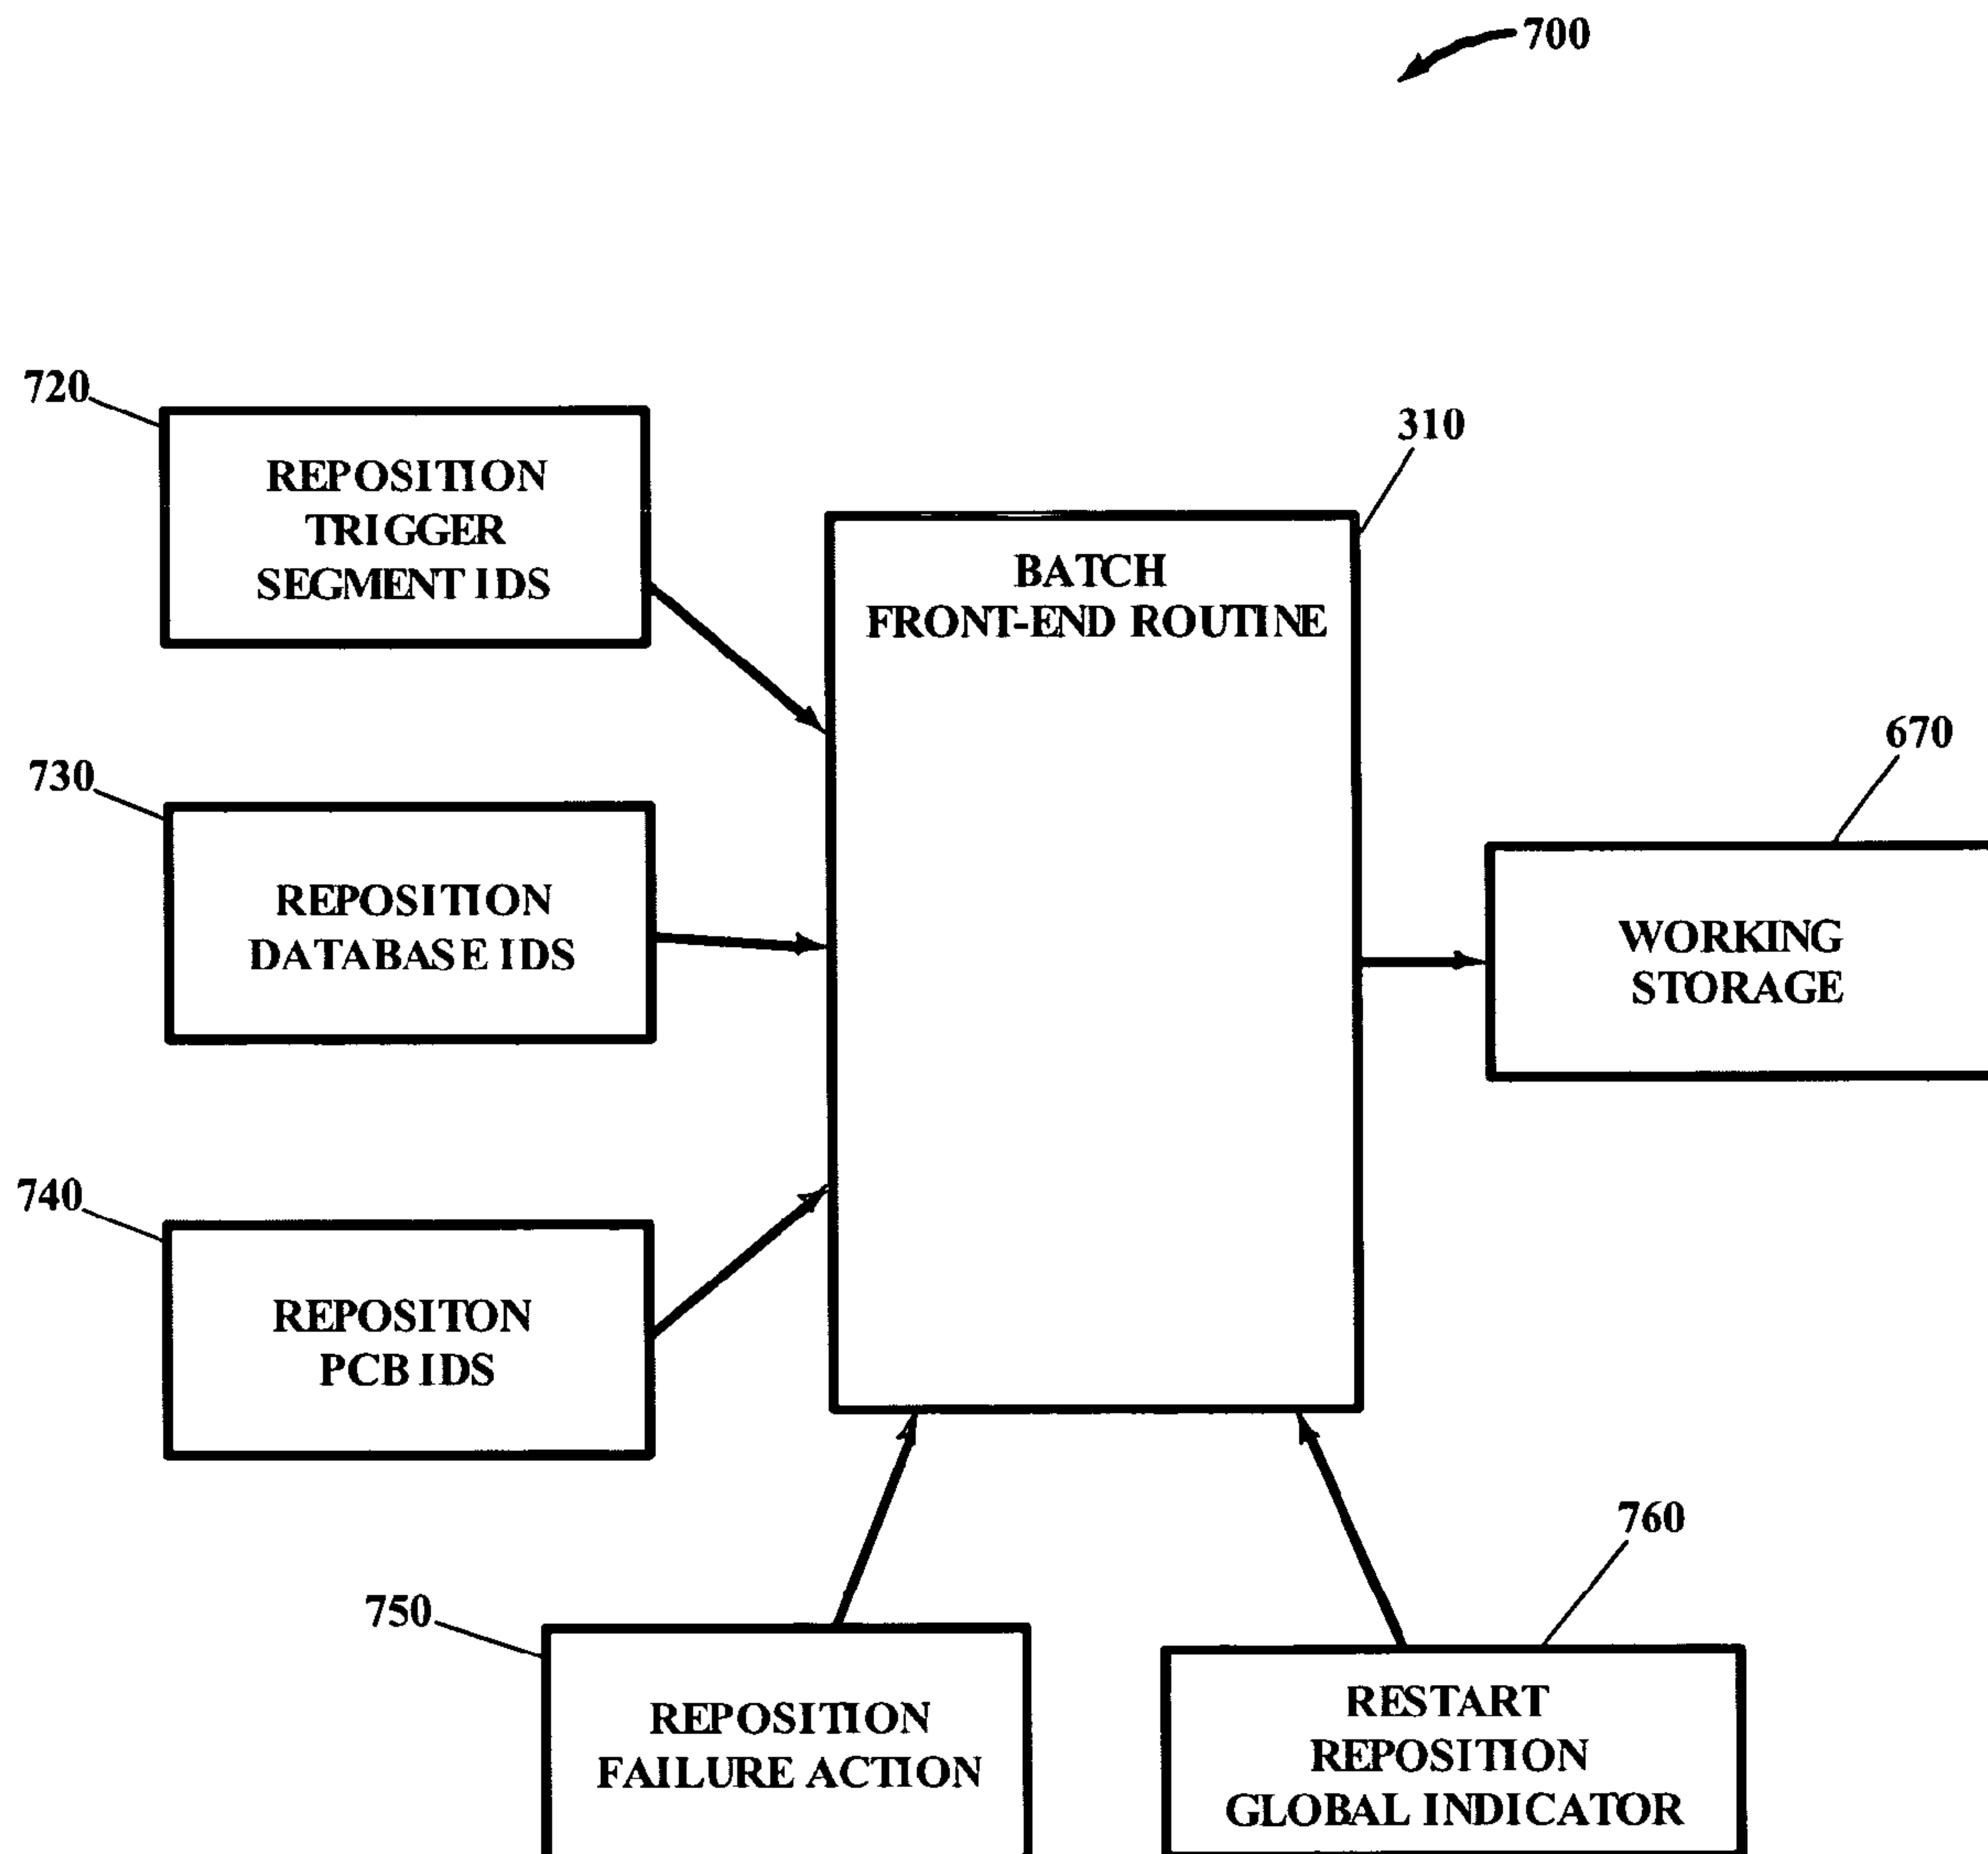 700
720
REPOSITION
TRIGGER
SEGMENT IDS
310
BATCH
FRONT-END ROUTINE
730
REPOSITION
DATABASE IDS
670
WORKING
STORAGE
740
REPOSITON
PCB IDS
750
REPOSITION
FAILURE ACTION
760
RESTART
REPOSITION
GLOBAL INDICATOR